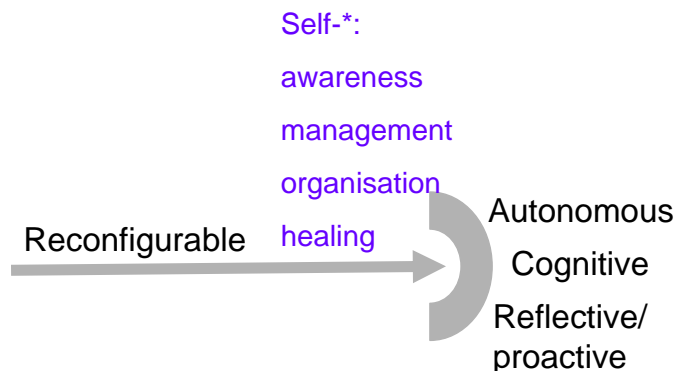 Self-*:
awareness
management
organisation
healing
Reconfigurable
Autonomous
Cognitive
Reflective/
proactive